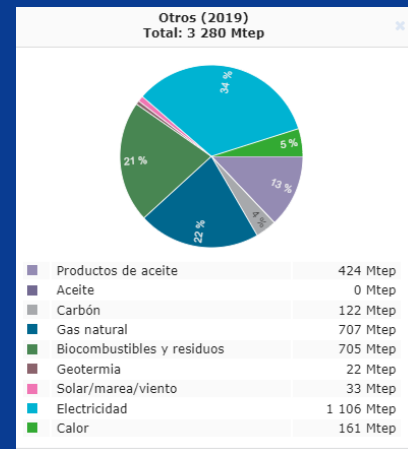 Otros (2019)
Total: 3 280 Mtep
34 %
5 %
21 %
13 %
4 %
22 %
Productos de aceite 424 Mtep
Aceite 0 Mtep
Carbón 122 Mtep
Gas natural 707 Mtep
Biocombustibles y residuos 705 Mtep
Geotermia 22 Mtep
Solar/marea/viento 33 Mtep
Electricidad 1 106 Mtep
Calor 161 Mtep